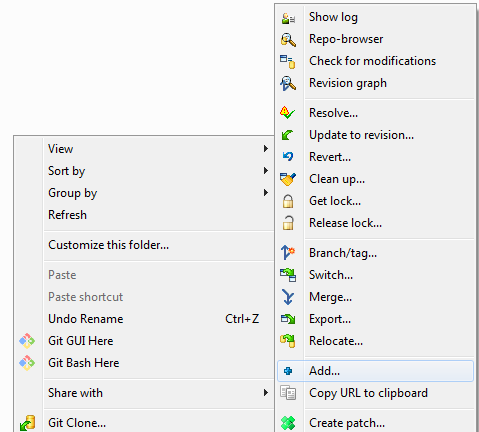 Show log
Repo-browser
Check for modifications
Revision graph
Resolve...
Update to revision...
Revert...
Clean up...
Get lock...
Release lock...
Branch/tag...
Switch...
Merge...
Export...
Relocate...
Add...
Copy URL to clipboard
Create patch...
View
Sort by
Group by
Refresh
Customize this folder...
Paste
Paste shortcut
Undo Rename Ctrl+Z
Git GUI Here
Git Bash Here
Share with
Git Clone...